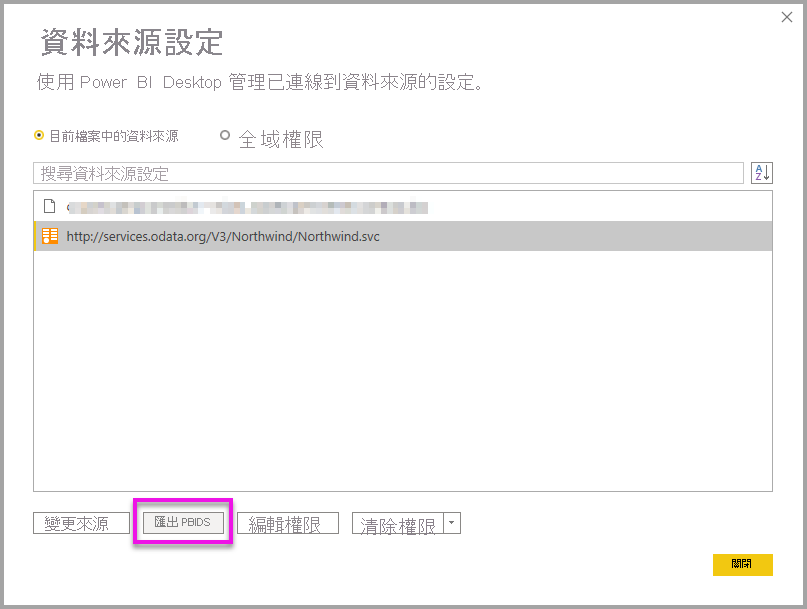 資料來源設定
使用 Power BI Desktop 管理已連線到資料來源的設定。
目前檔案中的資料來源 全域權限
搜尋資料來源設定
http://services.odata.org/V3/Northwind/Northwind.svc
變更來源 匯出 PBIDS 編輯權限 清除權限
關閉